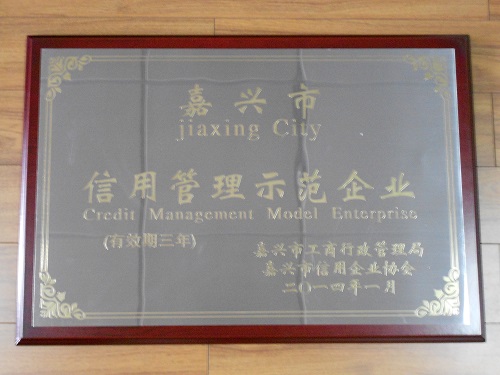 嘉兴市
jiaxing City
信用管理示范企业
Credit Management Model Enterprise
(有效期三年)
嘉兴市工商行政管理局
嘉兴市信用企业协会
二〇一四年一月